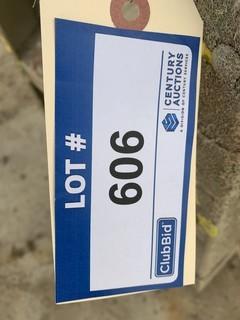 LOT #
606
CENTURY
AUCTIONS
A DIVISION OF CENTURY SERVICES
ClubBid